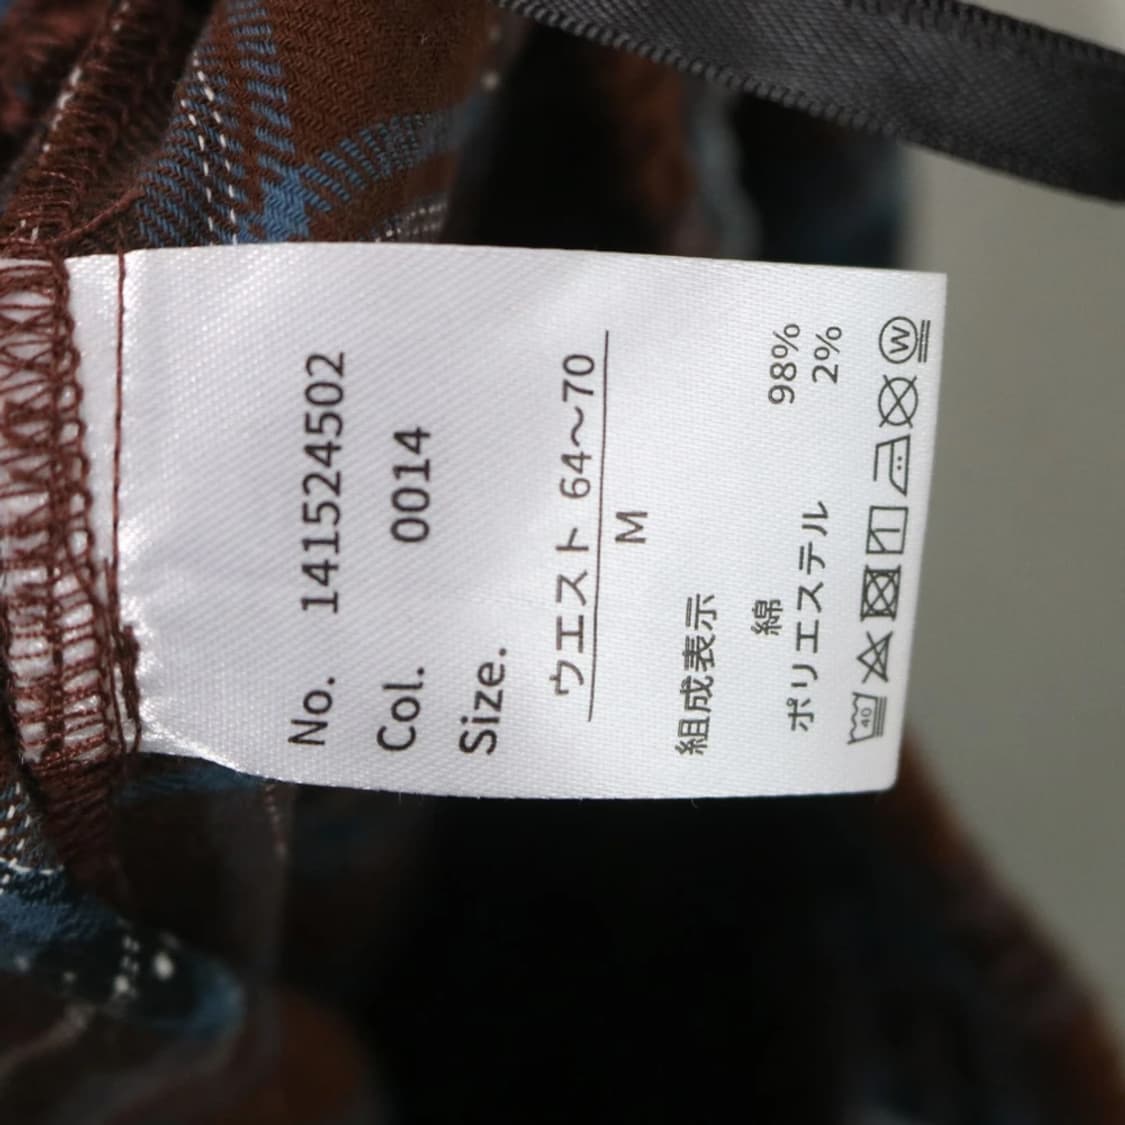 No. 141524502
Col. 0014
Size.
ウエスト 64～70
M
組成表示
綿 98%
ポリエステル 2%
40 W